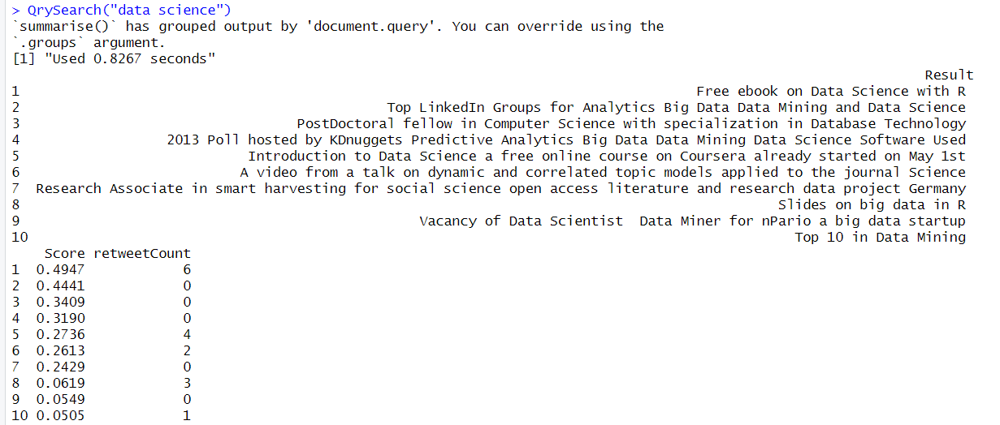 > QrySearch("data science")
`summarise()` has grouped output by 'document.query'. You can override using the
`.groups` argument.
[1] "Used 0.8267 seconds"
Result
1 Free ebook on Data Science with R
2 Top LinkedIn Groups for Analytics Big Data Data Mining and Data Science
3 PostDoctoral fellow in Computer Science with specialization in Database Technology
4 2013 Poll hosted by KDnuggets Predictive Analytics Big Data Data Mining Data Science Software Used
5 Introduction to Data Science a free online course on Coursera already started on May 1st
6 A video from a talk on dynamic and correlated topic models applied to the journal Science
7 Research Associate in smart harvesting for social science open access literature and research data project Germany
8 Slides on big data in R
9 Vacancy of Data Scientist  Data Miner for nPario a big data startup
10 Top 10 in Data Mining
Score retweetCount
1 0.4947 6
2 0.4441 0
3 0.3409 0
4 0.3190 0
5 0.2736 4
6 0.2613 2
7 0.2429 0
8 0.0619 3
9 0.0549 0
10 0.0505 1